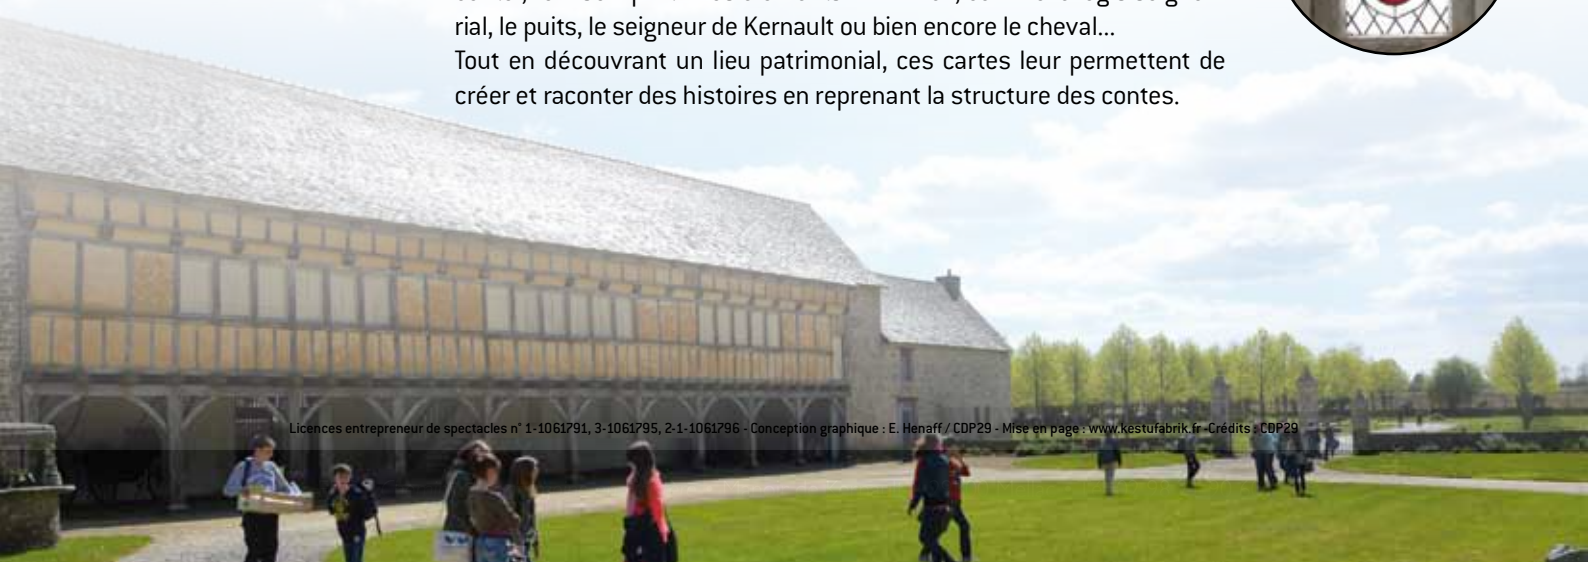 rial, le puits, le seigneur de Kernault ou bien encore le cheval...
Tout en découvrant un lieu patrimonial, ces cartes leur permettent de
créer et raconter des histoires en reprenant la structure des contes.
Licences entrepreneur de spectacles n° 1-1061791, 3-1061795, 2-1-1061796 - Conception graphique : E. Henaff / CDP29 - Mise en page : www.kestufabrik.fr -Crédits : CDP29